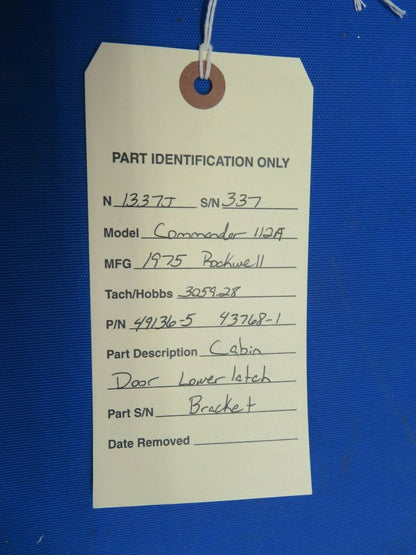 PART IDENTIFICATION ONLY
N 1337J S/N 337
Model Commander 112A
MFG 1975 Rockwell
Tach/Hobbs 3059.28
P/N 49136-5 43768-1
Part Description Cabin
Door Lower latch
Part S/N Bracket
Date Removed